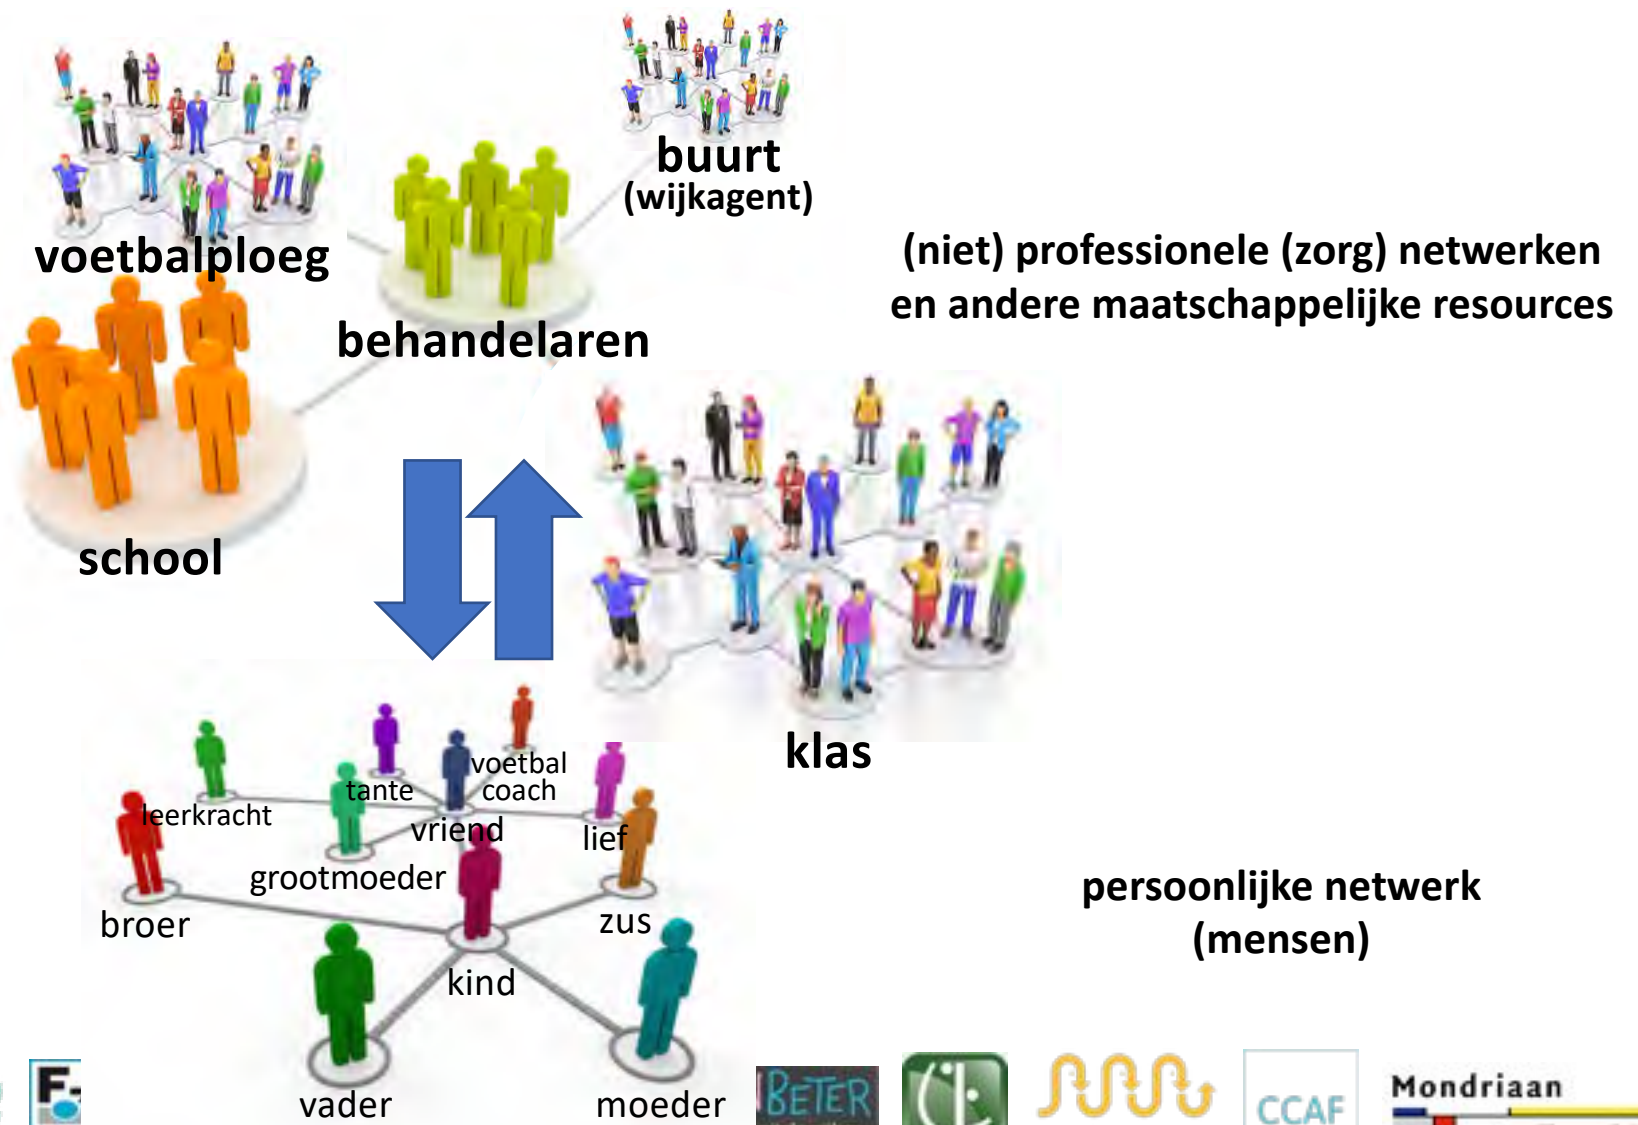 buurt
(wijkagent)
voetbalploeg
behandelaren
(niet) professionele (zorg) netwerken
en andere maatschappelijke resources
school
klas
voetbal
coach
tante
leerkracht
vriend
lief
grootmoeder
broer
zus
kind
persoonlijke netwerk
(mensen)
vader
moeder
F-
BETER
CCAF
Mondriaan